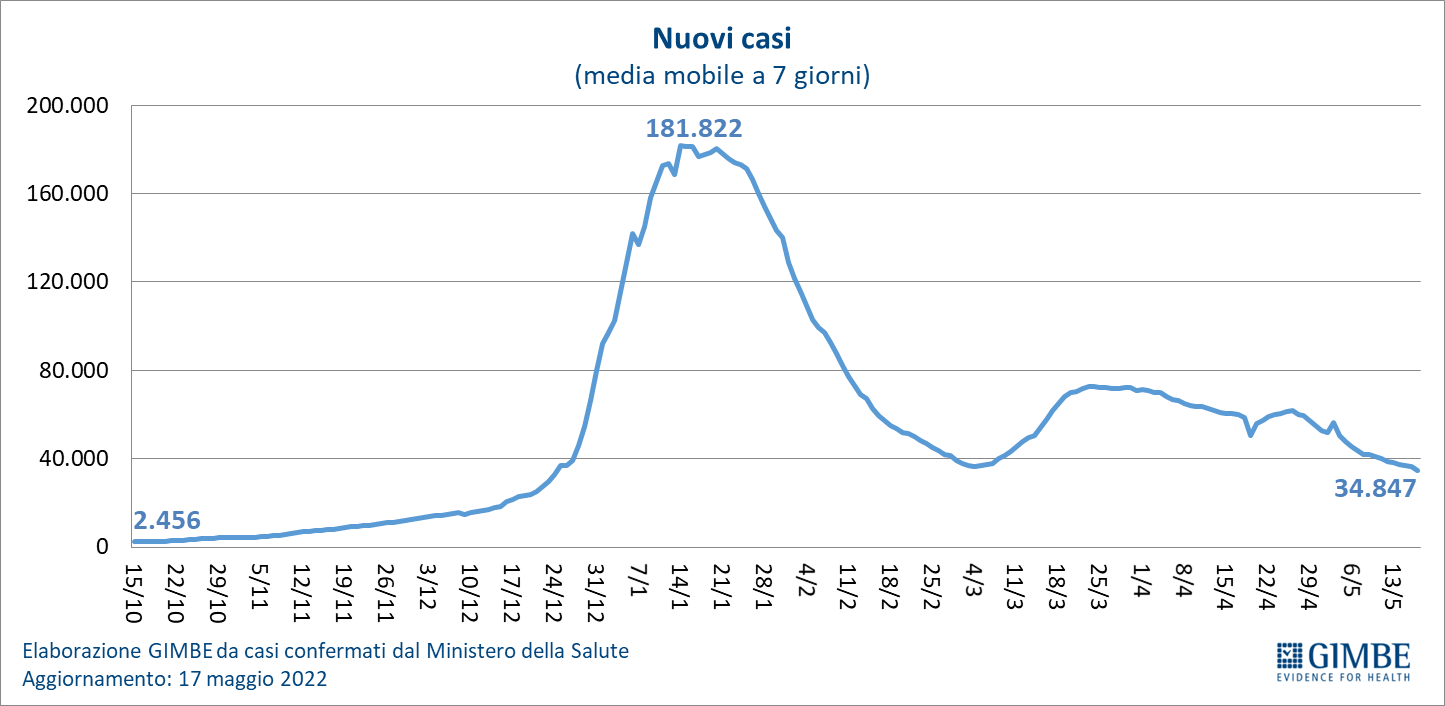 Nuovi casi
(media mobile a 7 giorni)
200.000
181.822
160.000
120.000
80.000
40.000
34.847
2.456
0
15/10 22/10 29/10 5/11 12/11 19/11 26/11 3/12 10/12 17/12 24/12 31/12 7/1 14/1 21/1 28/1 4/2 11/2 18/2 25/2 4/3 11/3 18/3 25/3 1/4 8/4 15/4 22/4 29/4 6/5 13/5
Elaborazione GIMBE da casi confermati dal Ministero della Salute
Aggiornamento: 17 maggio 2022
GIMBE
EVIDENCE FOR HEALTH